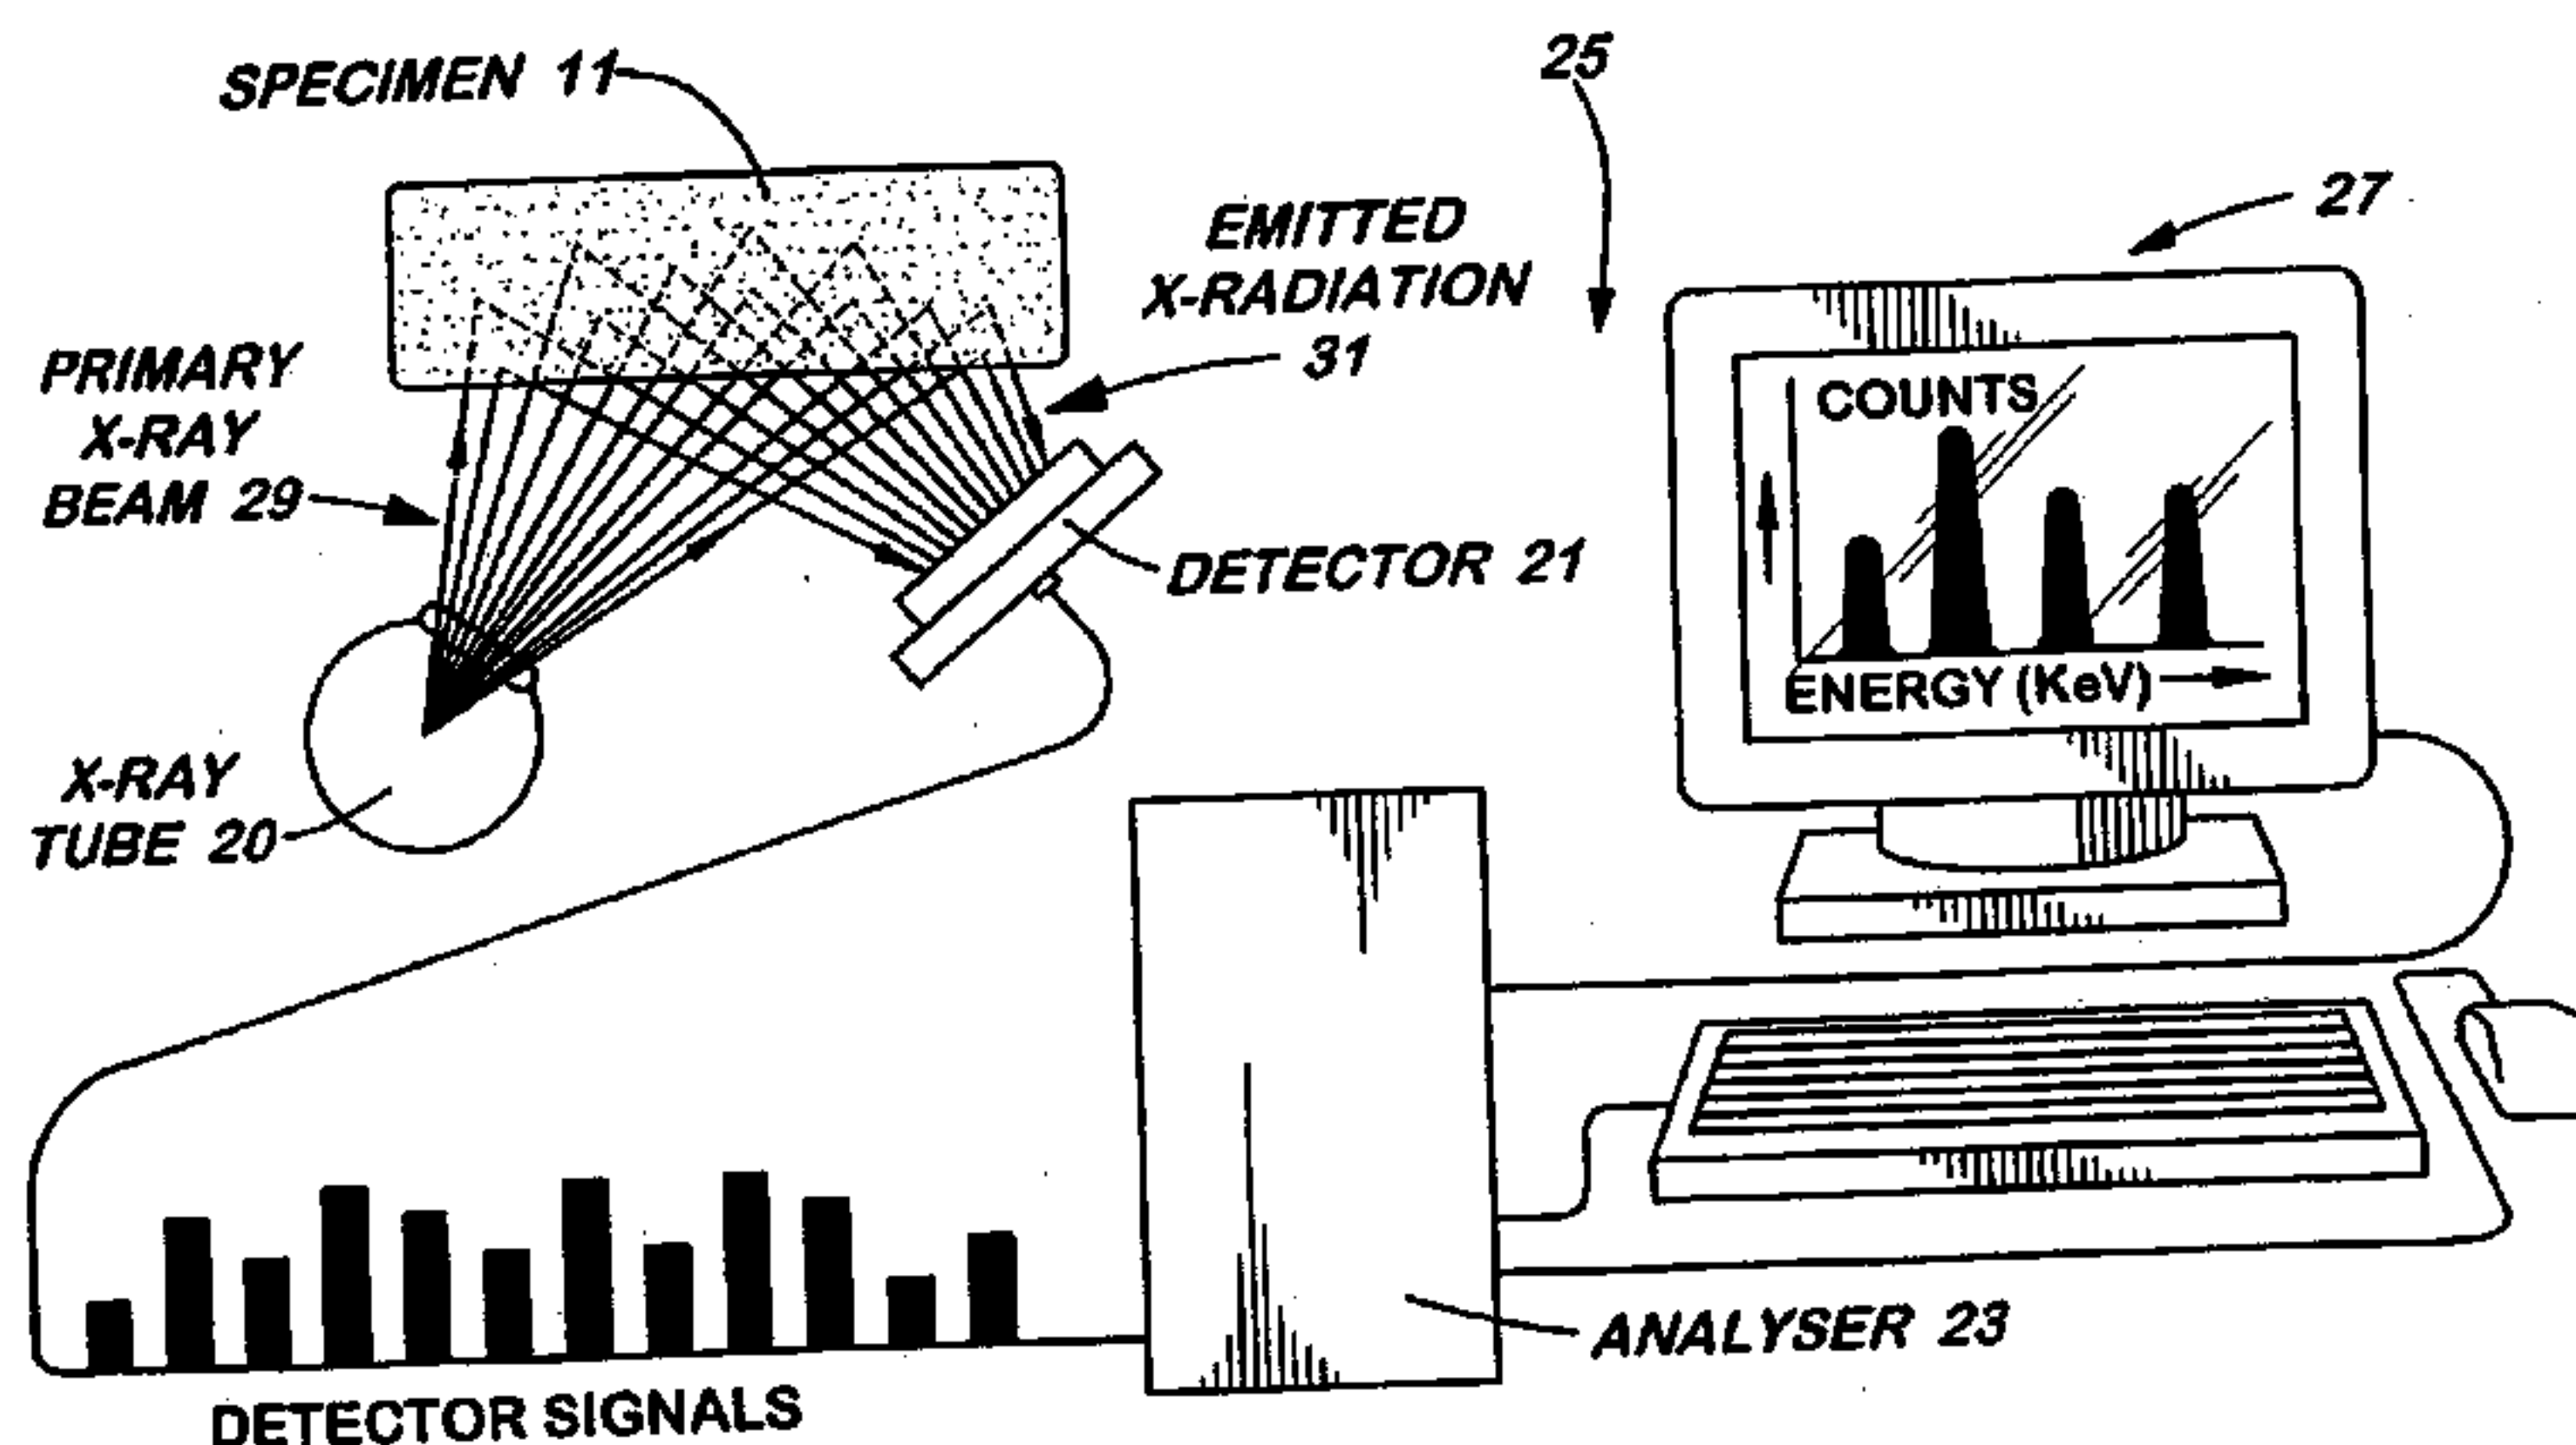 SPECIMEN 11
25
27
EMITTED
X-RADIATION
31
PRIMARY
X-RAY
BEAM 29
COUNTS
DETECTOR 21
ENERGY (KeV)
X-RAY
TUBE 20
ANALYSER 23
DETECTOR SIGNALS